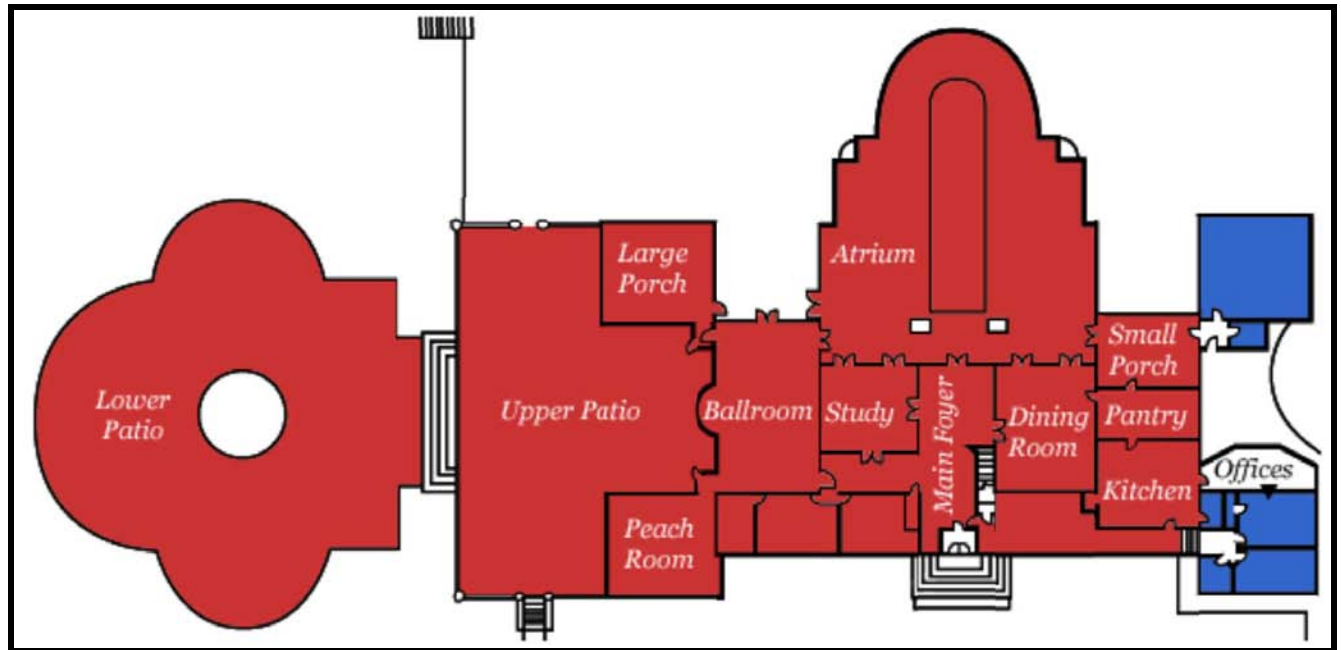 Large
Porch
Atrium
Small
Porch
Lower
Patio
Upper Patio
Ballroom
Study
Main Foyer
Dining
Room
Pantry
Offices
Kitchen
Peach
Room